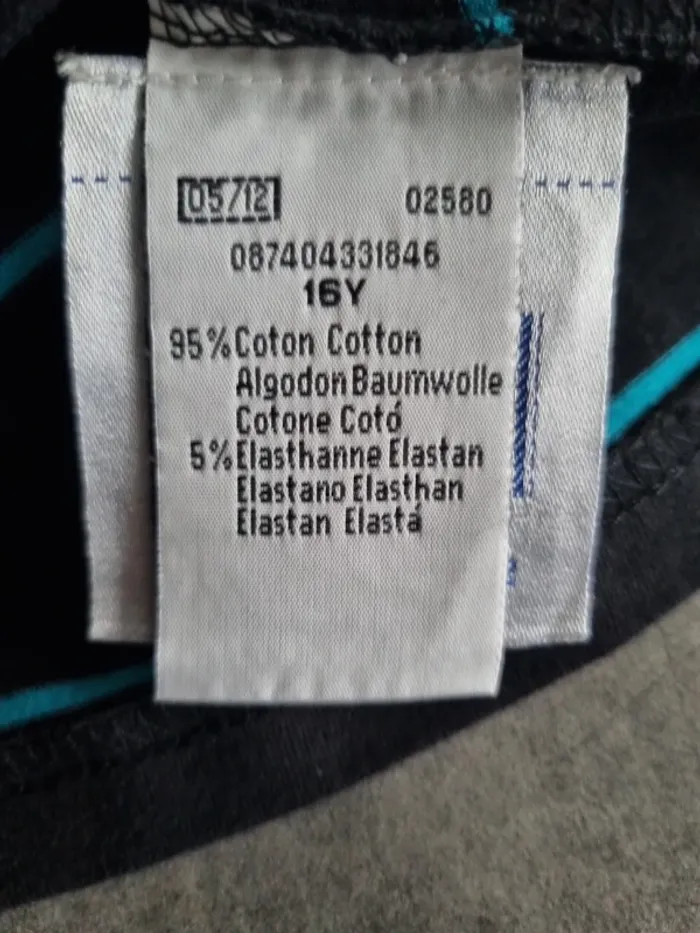 05/12 02580
087404331846
16Y
95% Coton Cotton
Algodon Baumwolle
Cotone Cotó
5% Elasthanne Elastan
Elastano Elasthan
Elastan Elastá